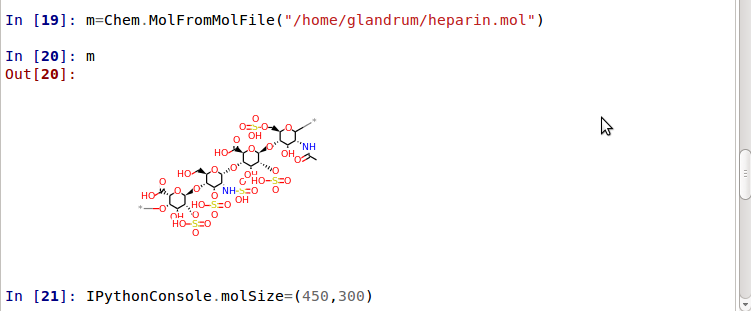 In [19]: m=Chem.MolFromMolFile("/home/glandrum/heparin.mol")
In [20]: m
Out[20]:
O *
O S O O
OH
O
O NH
O
HO OH
O
O
O O
HO OH
O O HO S O
O NH S O O
O
HO O
OH
HO S O
* O
OH O O
HO S O
O
In [21]: IPythonConsole.molSize=(450,300)